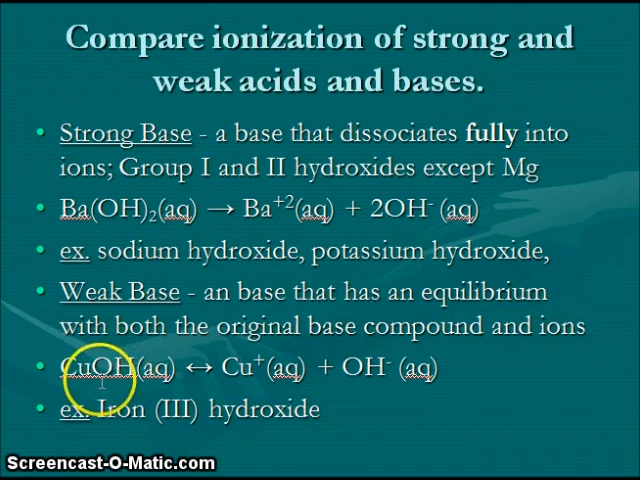 Compare ionization of strong and
weak acids and bases.
• Strong Base - a base that dissociates fully into
ions; Group I and II hydroxides except Mg
• Ba(OH)₂(aq) → Ba⁺²(aq) + 2OH⁻ (aq)
• ex. sodium hydroxide, potassium hydroxide,
• Weak Base - an base that has an equilibrium
with both the original base compound and ions
• CuOH(aq) ↔ Cu⁺(aq) + OH⁻ (aq)
• ex. Iron (III) hydroxide
Screencast-O-Matic.com